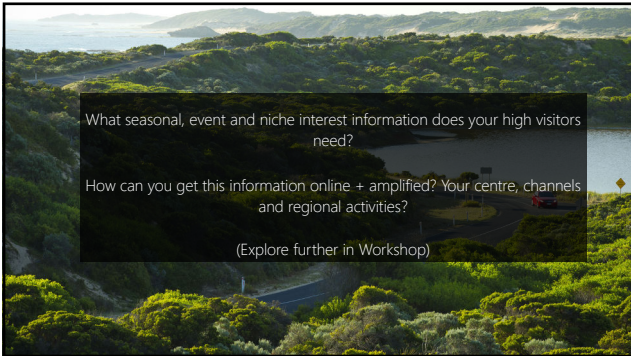 What seasonal, event and niche interest information does your high visitors
need?
How can you get this information online + amplified? Your centre, channels
and regional activities?
(Explore further in Workshop)